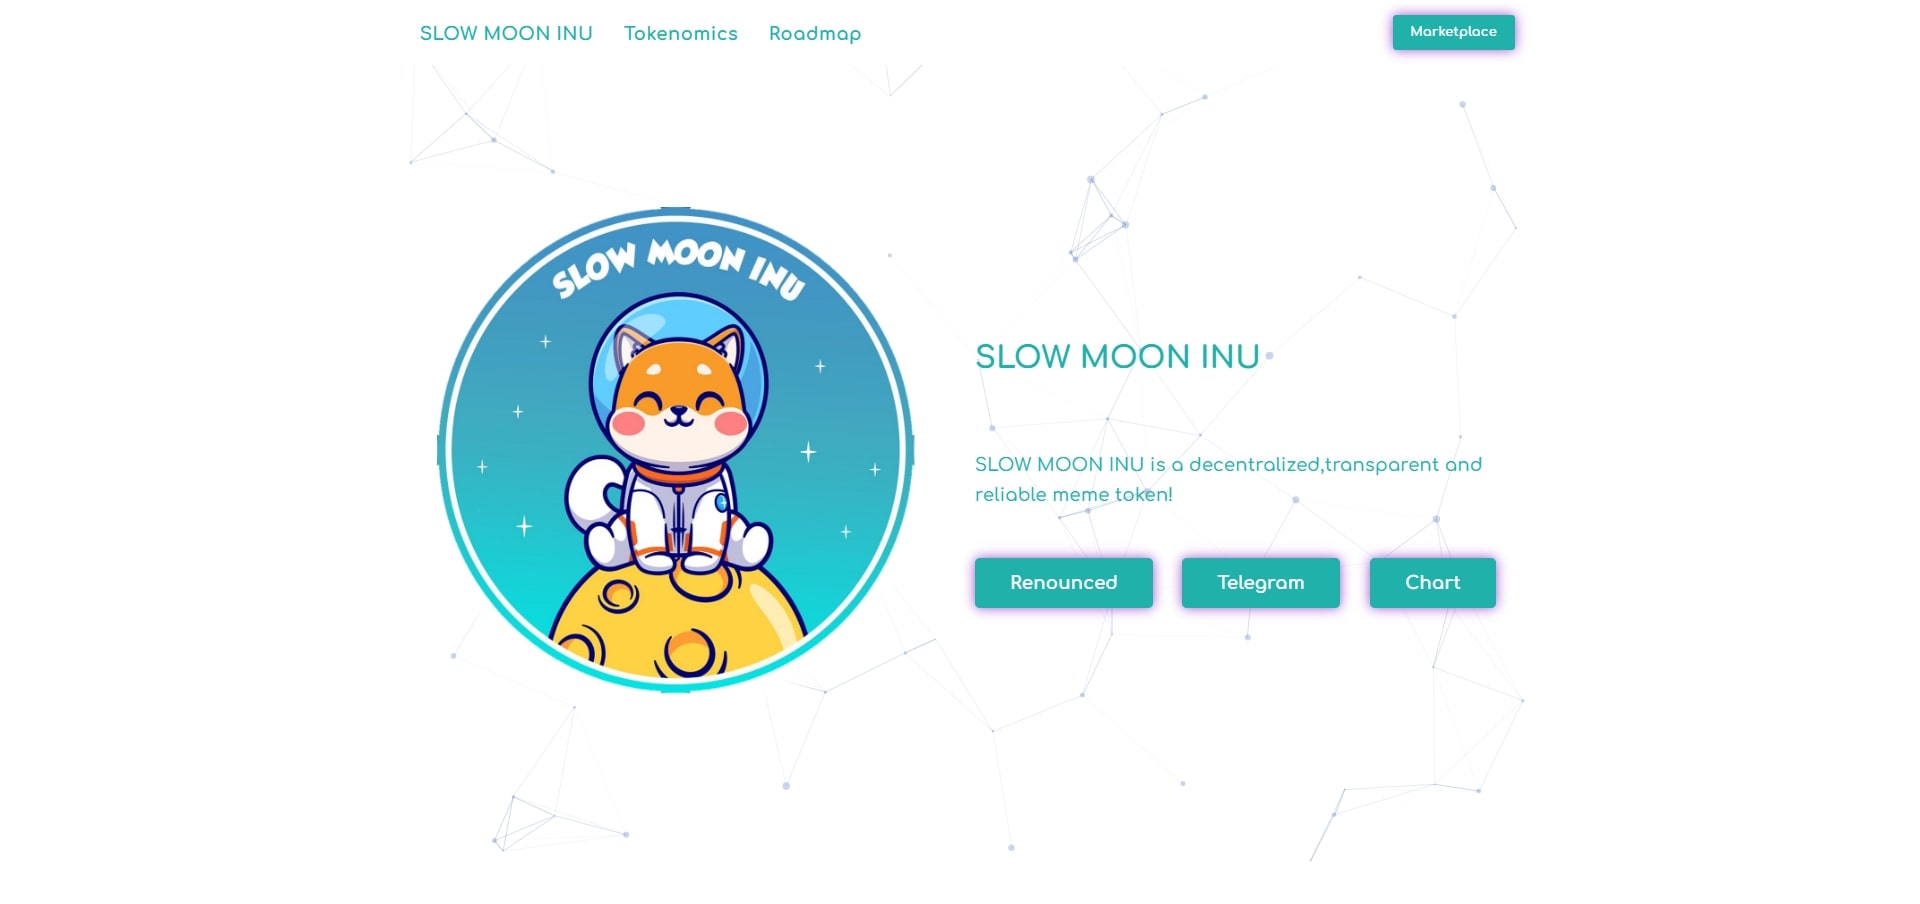 SLOW MOON INU
Tokenomics
Roadmap
Marketplace
SLOW MOON INU
SLOW MOON INU
SLOW MOON INU is a decentralized,transparent and
reliable meme token!
Renounced
Telegram
Chart